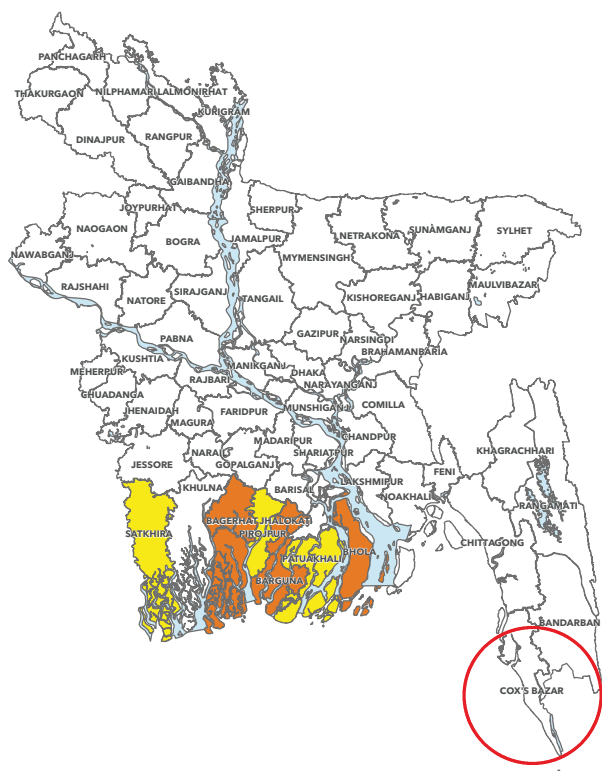 PANCHAGARH
THAKURGAON
NILPHAMARI
LALMONIRHAT
KURIGRAM
DINAJPUR
RANGPUR
GAIBANDHA
JOYPURHAT
SHERPUR
NAOGAON
BOGRA
JAMALPUR
NETRAKONA
SUNÀMGANJ
SYLHET
NAWABGANJ
MYMENSINGH
RAJSHAHI
NATORE
SIRAJGANJ
TANGAIL
KISHOREGANJ
HABIGANJ
MAULVIBAZAR
PABNA
GAZIPUR
NARSINGDI
BRAHAMANBARIA
KUSHTIA
MEHERPUR
RAJBARI
MANIKGANJ
DHAKA
NARAYANGANJ
CHUADANGA
JHENAIDAH
MAGURA
FARIDPUR
MUNSHIGANJ
COMILLA
MADARIPUR
CHANDPUR
SHARIATPUR
KHAGRACHHARI
JESSORE
NARAIL
GOPALGANJ
FENI
KHULNA
BARISAL
LAKSHMIPUR
NOAKHALI
RANGAMATI
SATKHIRA
BAGERHAT
JHALOKATI
PIROJPUR
CHITTAGONG
PATUAKHALI
BHOLA
BARGUNA
BANDARBAN
COX'S BAZAR